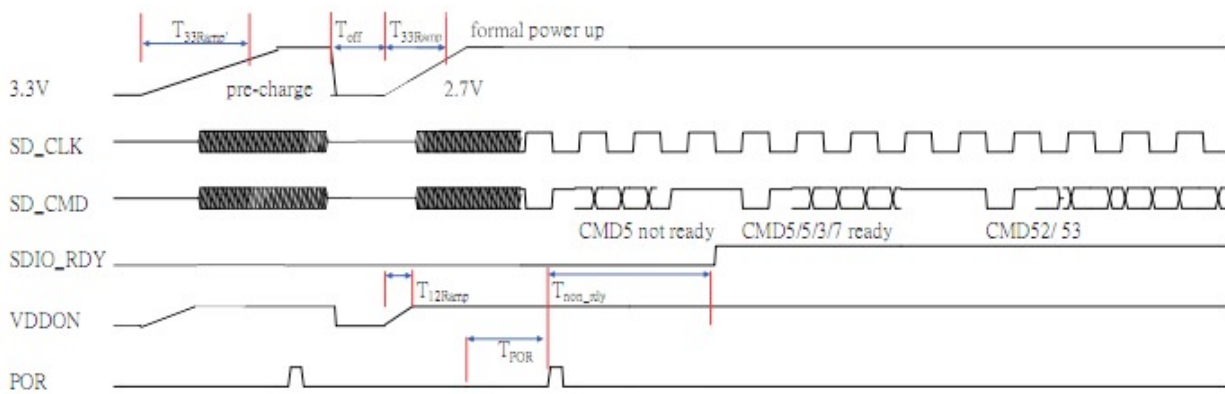 T33Ramp' Toff T33Ramp formal power up
3.3V pre-charge 2.7V
SD_CLK
SD_CMD
CMD5 not ready CMD5/5/3/7 ready CMD52/ 53
SDIO_RDY
T12Ramp Tnon_rdy
VDDON
TPOR
POR